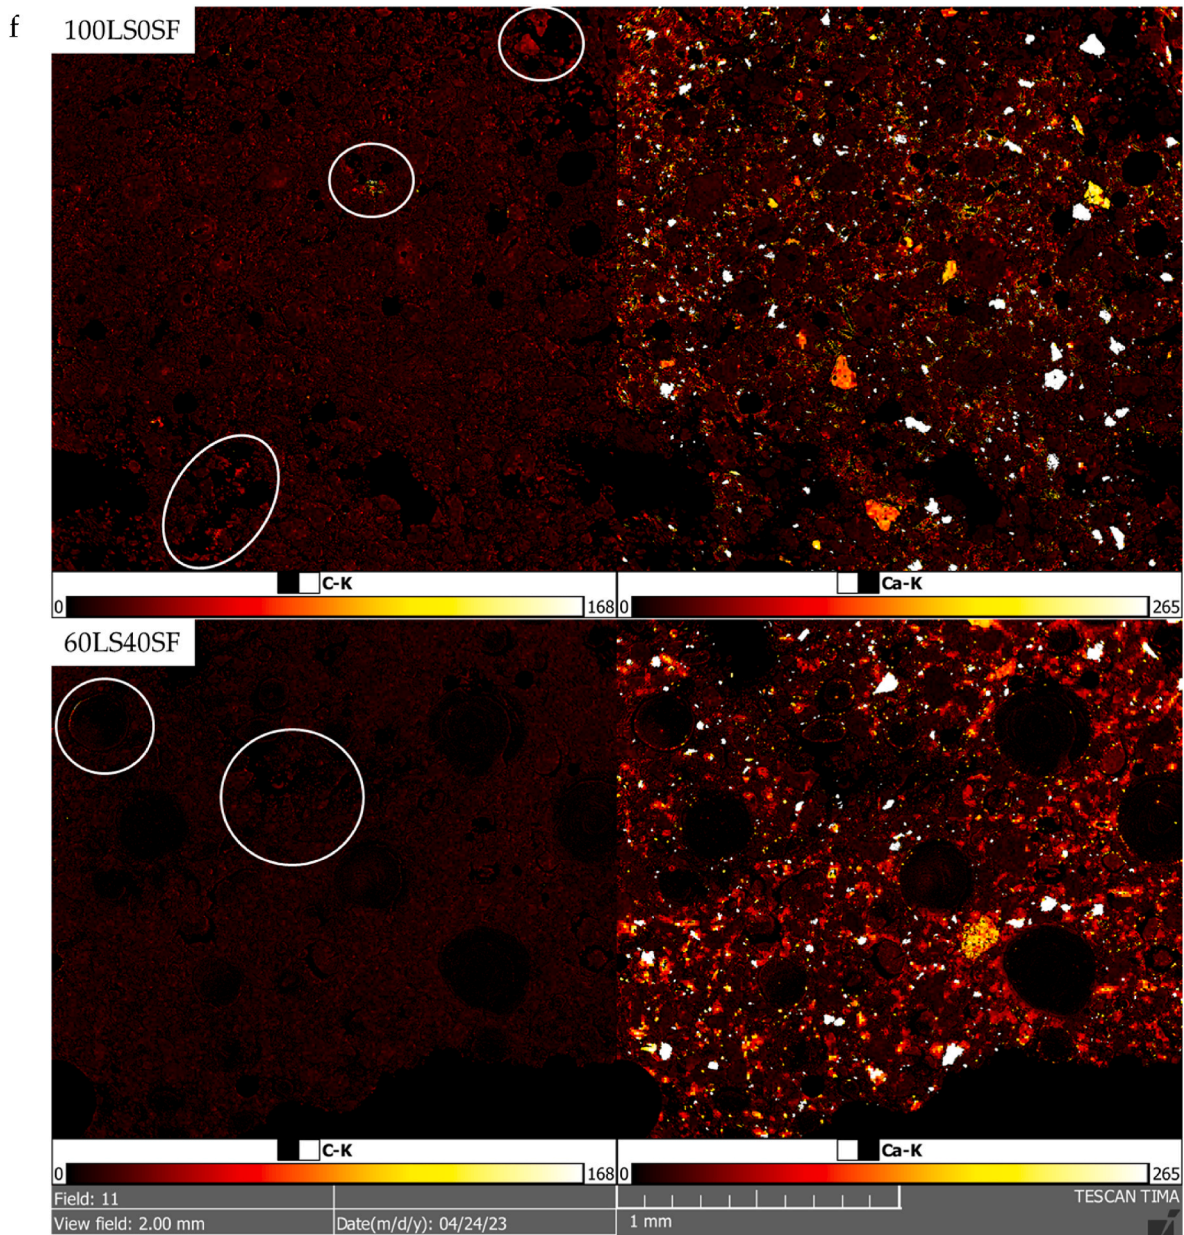 f
100LS0SF
C-K
Ca-K
0
168
0
265
60LS40SF
C-K
Ca-K
0
168
0
265
Field: 11
TESCAN TIMA
View field: 2.00 mm
Date(m/d/y): 04/24/23
1 mm